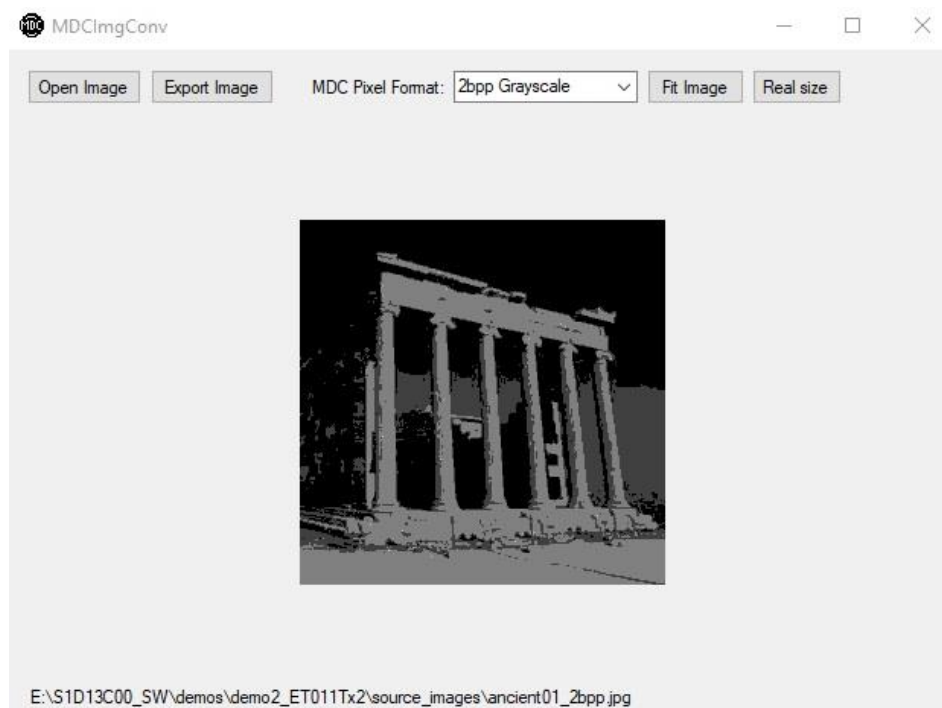 MDC MDCImgConv
Open Image Export Image MDC Pixel Format: 2bpp Grayscale Fit Image Real size
E:\S1D13C00_SW\demos\demo2_ET011Tx2\source_images\ancient01_2bpp.jpg